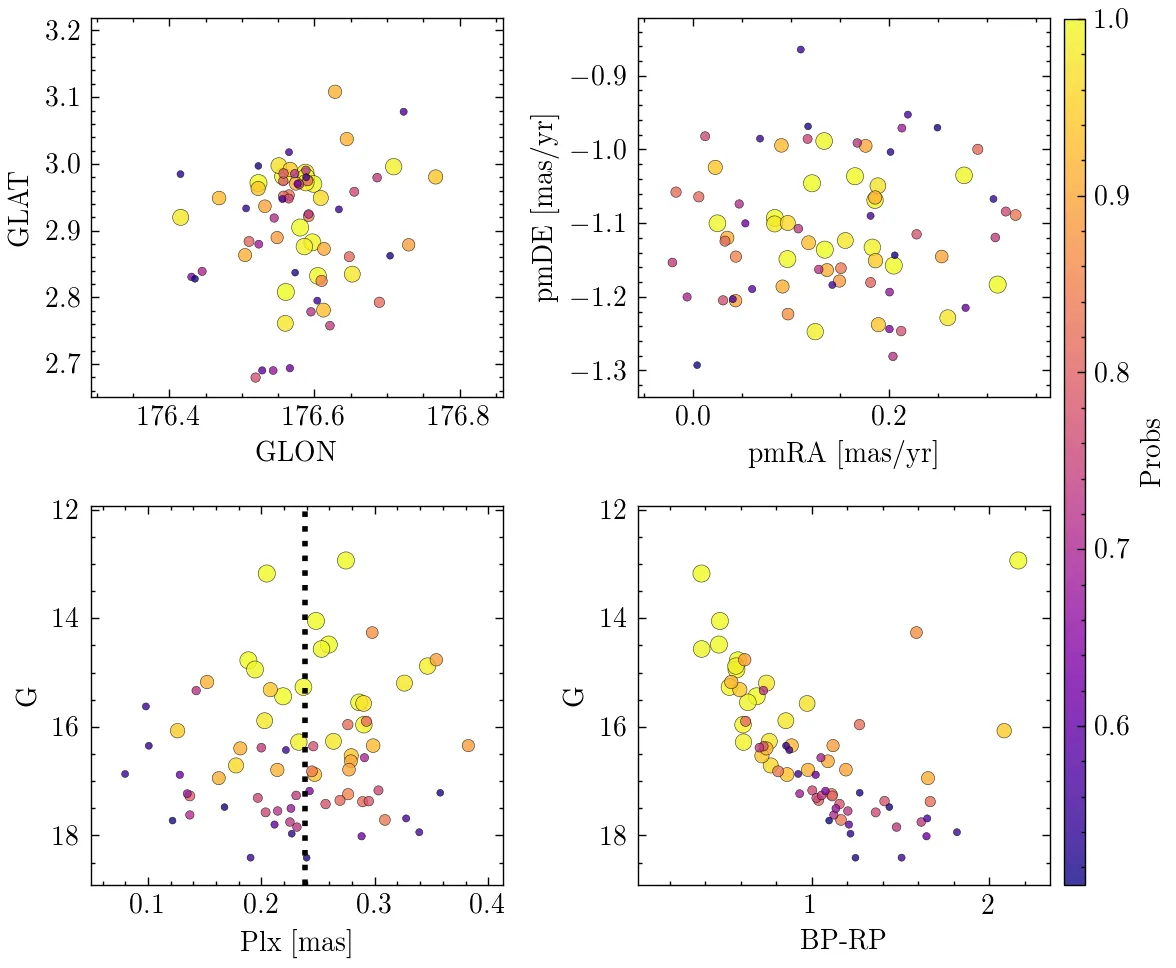 3.2
3.1
3.0
2.9
2.8
2.7
GLAT
176.4 176.6 176.8
GLON
−0.9
−1.0
−1.1
−1.2
−1.3
pmDE [mas/yr]
0.0 0.2
pmRA [mas/yr]
1.0
0.9
0.8
0.7
0.6
Probs
12
14
16
18
G
0.1 0.2 0.3 0.4
Plx [mas]
12
14
16
18
G
1 2
BP-RP